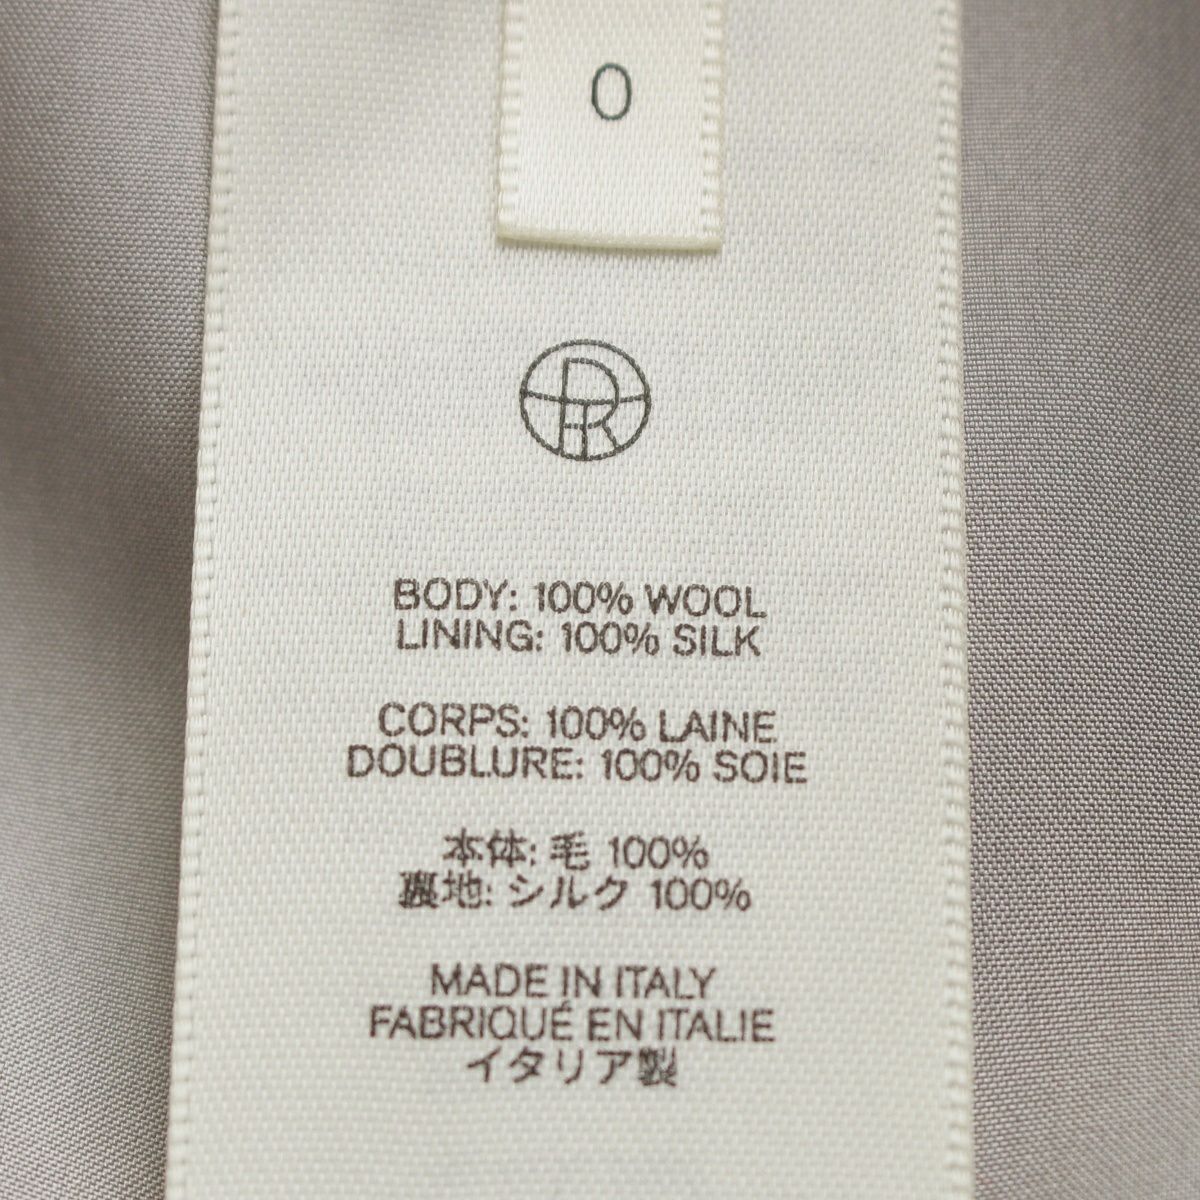 0
BODY: 100% WOOL
LINING: 100% SILK
CORPS: 100% LAINE
DOUBLURE: 100% SOIE
本体: 毛 100%
裏地: シルク 100%
MADE IN ITALY
FABRIQUÉ EN ITALIE
イタリア製